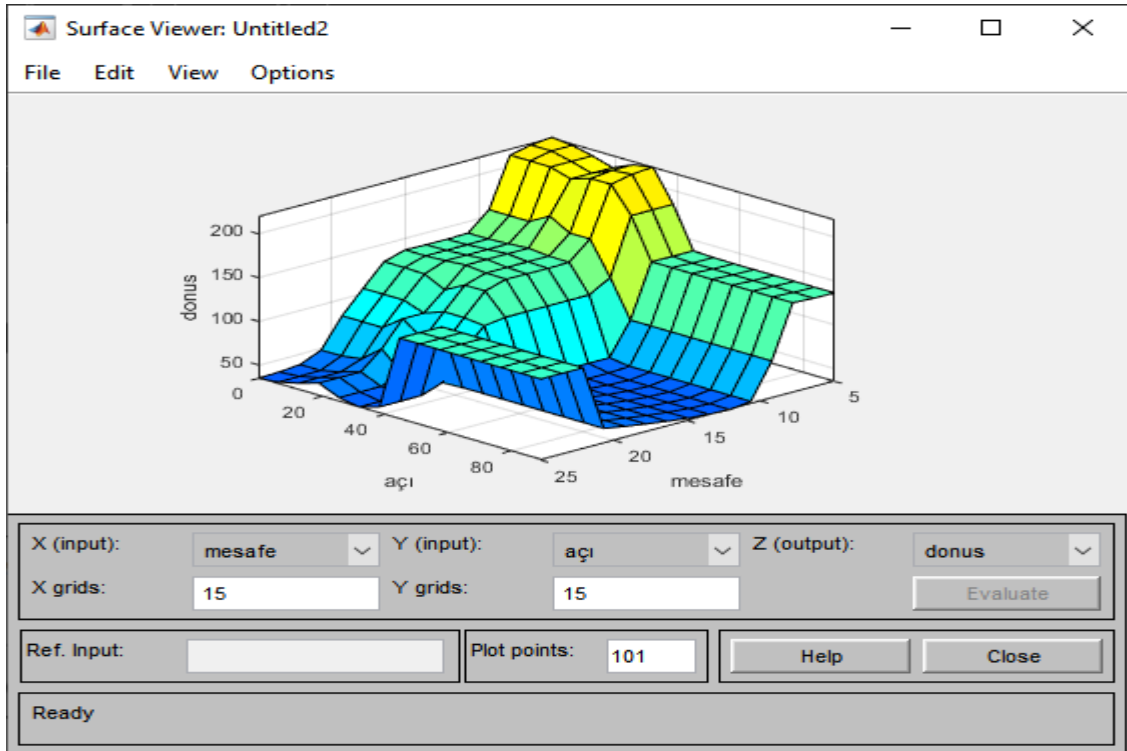 Surface Viewer: Untitled2
File Edit View Options
200
150
100
50
donus
0
20
40
60
80
açı
25
20
15
10
5
mesafe
X (input): mesafe Y (input): açı Z (output): donus
X grids: 15 Y grids: 15 Evaluate
Ref. Input: Plot points: 101 Help Close
Ready